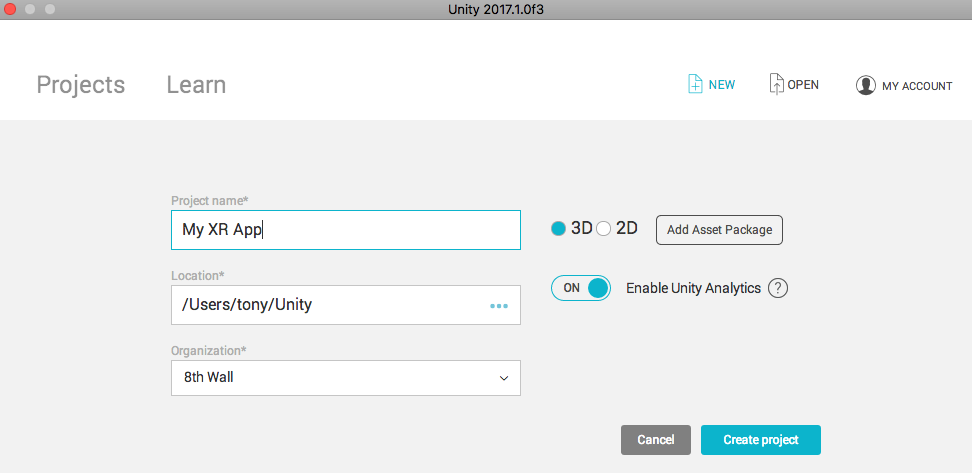 Unity 2017.1.0f3
Projects Learn NEW OPEN MY ACCOUNT
Project name*
My XR App
3D 2D Add Asset Package
Location*
/Users/tony/Unity
ON Enable Unity Analytics ?
Organization*
8th Wall
Cancel Create project